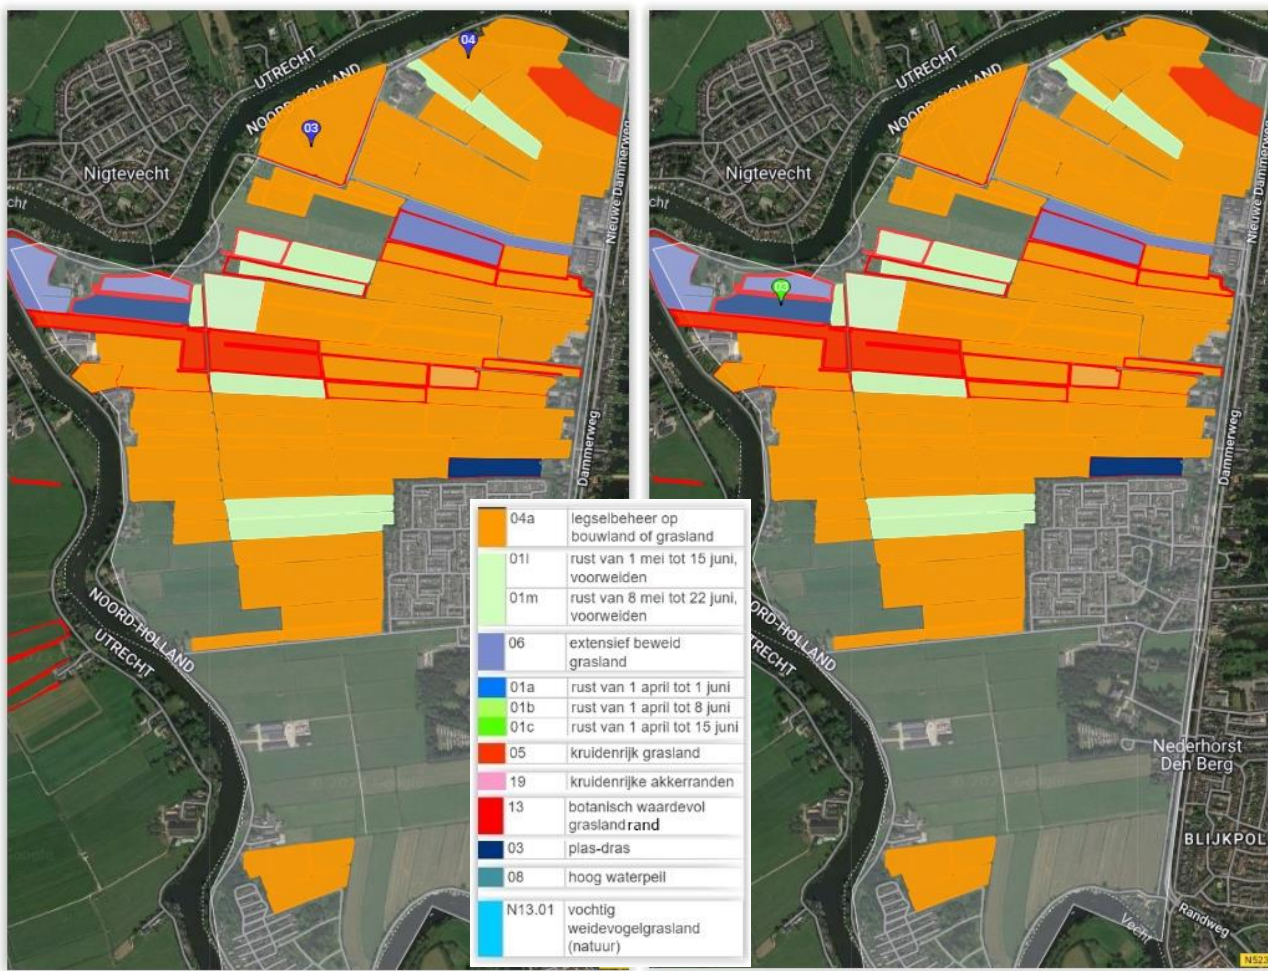 04
UTRECHT
NOORD-HOLLAND
03
Nigtevecht
Nieuwe Dammerweg
Dammerweg
NOORD-HOLLAND
UTRECHT
UTRECHT
NOORD-HOLLAND
Nigtevecht
Nieuwe Dammerweg
03
Dammerweg
NOORD-HOLLAND
UTRECHT
Nederhorst
Den Berg
BLIJKPOL
Randweg
Vecht
N523
04a legselbeheer op
bouwland of grasland
01l rust van 1 mei tot 15 juni,
voorweiden
01m rust van 8 mei tot 22 juni,
voorweiden
06 extensief beweid
grasland
01a rust van 1 april tot 1 juni
01b rust van 1 april tot 8 juni
01c rust van 1 april tot 15 juni
05 kruidenrijk grasland
19 kruidenrijke akkerranden
13 botanisch waardevol
graslandrand
03 plas-dras
08 hoog waterpeil
N13.01 vochtig
weidevogelgrasland
(natuur)